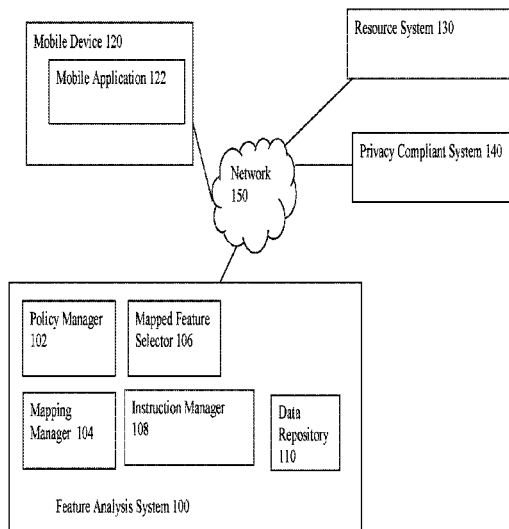 Mobile Device 120
Mobile Application 122
Resource System 130
Privacy Compliant System 140
Network
150
Policy Manager
102
Mapped Feature
Selector 106
Mapping
Manager 104
Instruction Manager
108
Data
Repository
110
Feature Analysis System 100